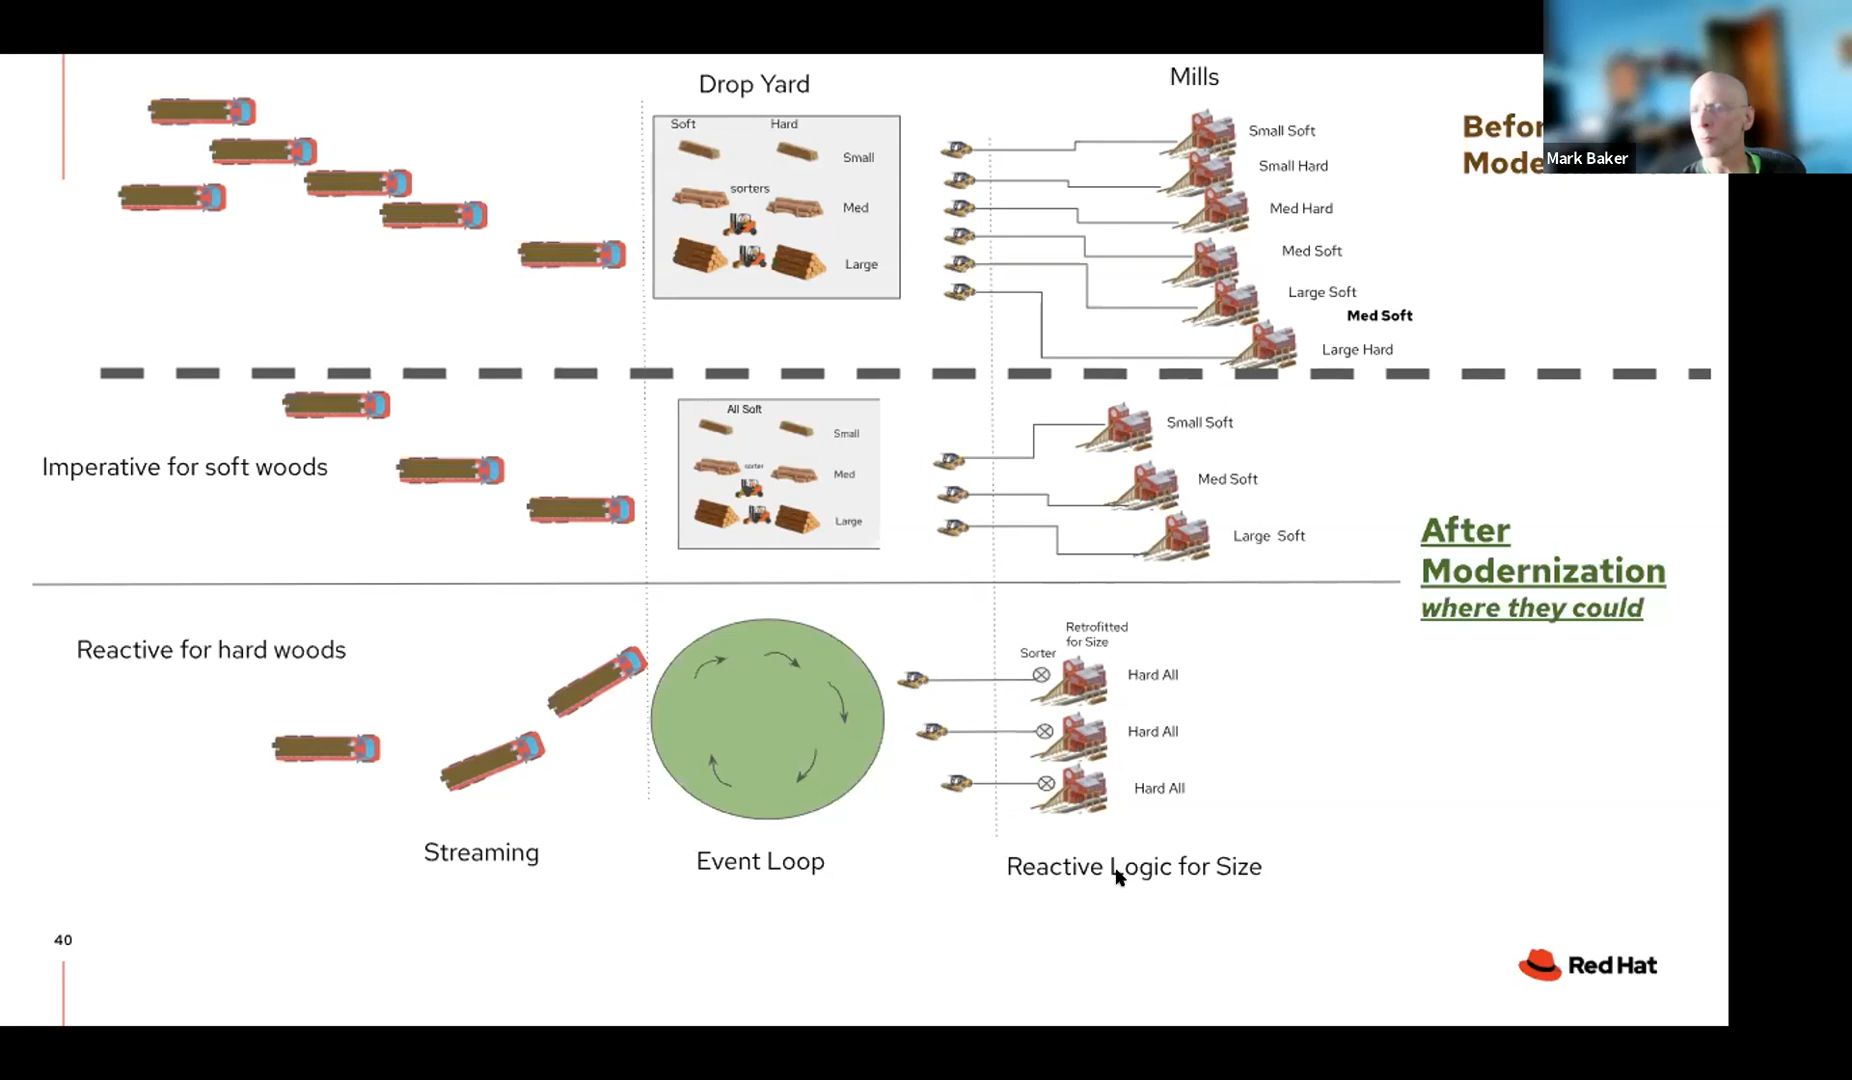 Drop Yard
Mills
Soft
Hard
Small
sorters
Med
Large
Small Soft
Small Hard
Med Hard
Med Soft
Large Soft
Med Soft
Large Hard
Befor
Mode
Mark Baker
Imperative for soft woods
All Soft
Small
sorter
Med
Large
Small Soft
Med Soft
Large Soft
After
Modernization
where they could
Reactive for hard woods
Retrofitted
for Size
Sorter
Hard All
Hard All
Hard All
Streaming
Event Loop
Reactive Logic for Size
40
Red Hat